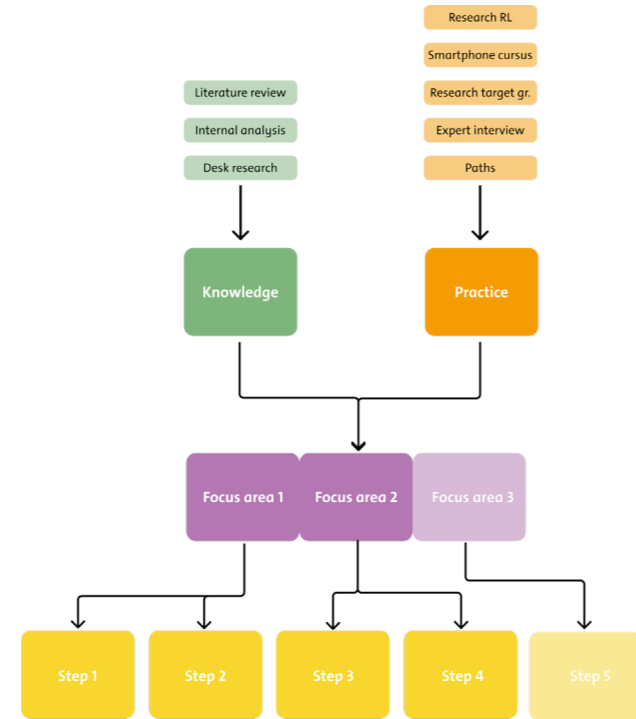 Research RL
Smartphone cursus
Literature review
Research target gr.
Internal analysis
Expert interview
Desk research
Paths
Knowledge
Practice
Focus area 1
Focus area 2
Focus area 3
Step 1
Step 2
Step 3
Step 4
Step 5